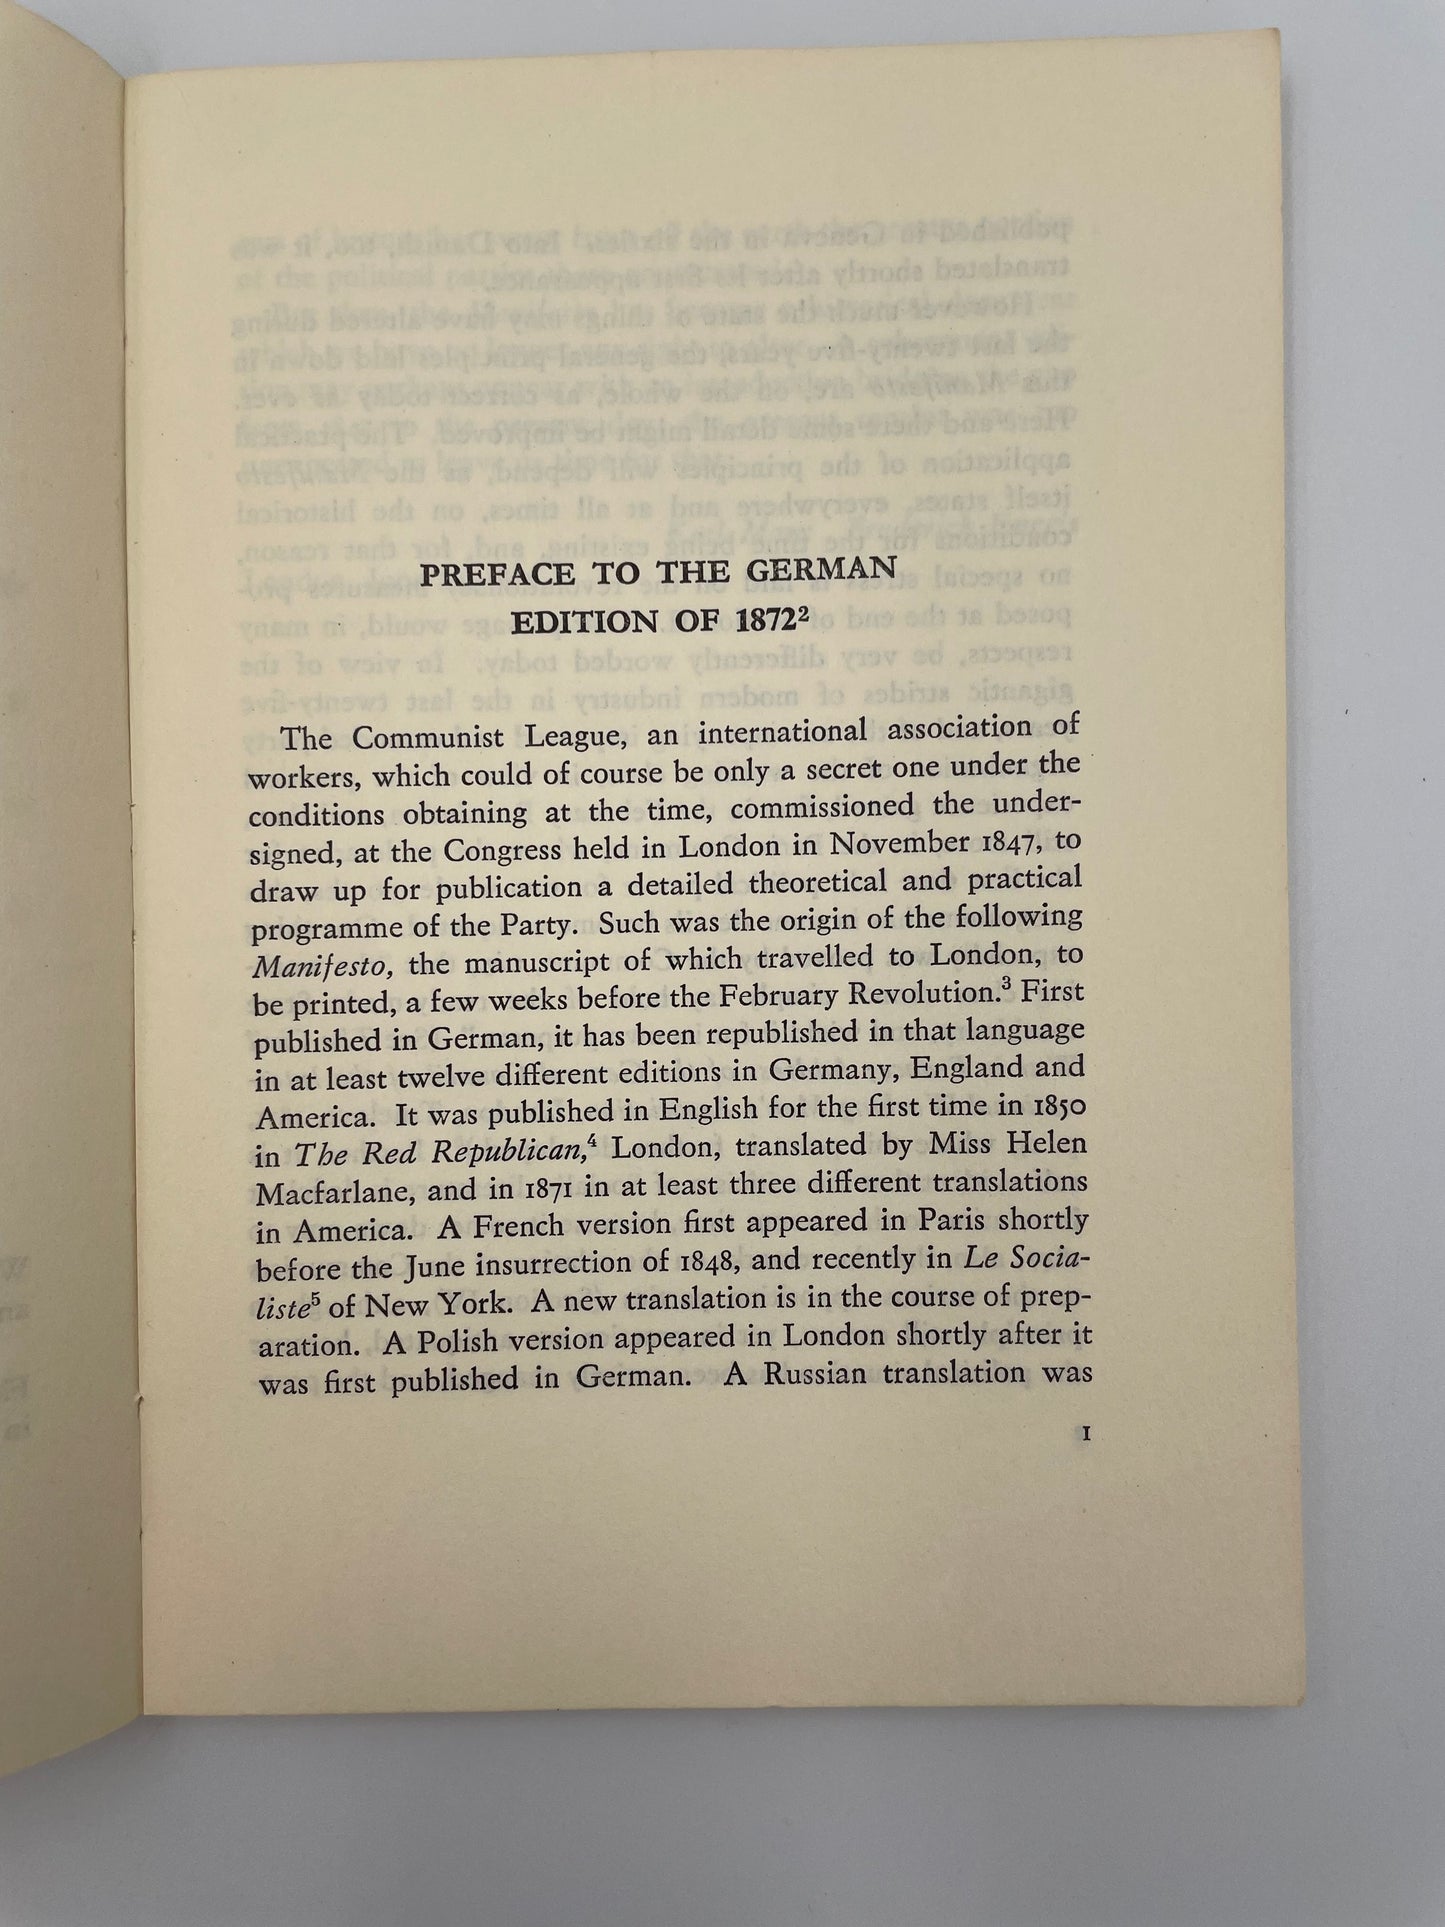 PREFACE TO THE GERMAN
EDITION OF 1872²
The Communist League, an international association of
workers, which could of course be only a secret one under the
conditions obtaining at the time, commissioned the under-
signed, at the Congress held in London in November 1847, to
draw up for publication a detailed theoretical and practical
programme of the Party. Such was the origin of the following
Manifesto, the manuscript of which travelled to London, to
be printed, a few weeks before the February Revolution.³ First
published in German, it has been republished in that language
in at least twelve different editions in Germany, England and
America. It was published in English for the first time in 1850
in The Red Republican,⁴ London, translated by Miss Helen
Macfarlane, and in 1871 in at least three different translations
in America. A French version first appeared in Paris shortly
before the June insurrection of 1848, and recently in Le Socia-
liste⁵ of New York. A new translation is in the course of prep-
aration. A Polish version appeared in London shortly after it
was first published in German. A Russian translation was
1